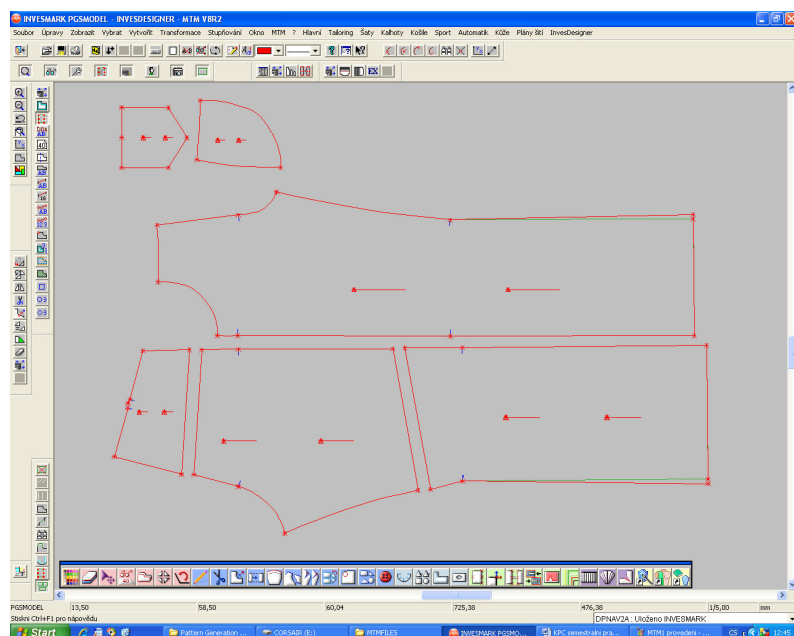 INVESMARK PGSMODEL - INVESDESIGNER - MTM V8R2
Soubor Úpravy Zobrazit Vybrat Vytvořit Transformace Stupňování Okno MTM ? Hlavní Tailoring Šaty Kalhoty Košile Sport Automatik Kůže Plány šití InvesDesigner
EX
PGSMODEL 13,50 58,50 60,04 725,38 476,38 1/5,00 mm
Stiskni Ctrl+F1 pro nápovědu DPNAV2A : Uloženo INVESMARK
Start Pattern Generation ... CORSAIR (E:) MTMFILES INVESMARK PGSMO... KPC semestralni pra... MTM1 provedeni - ... CS 12:45